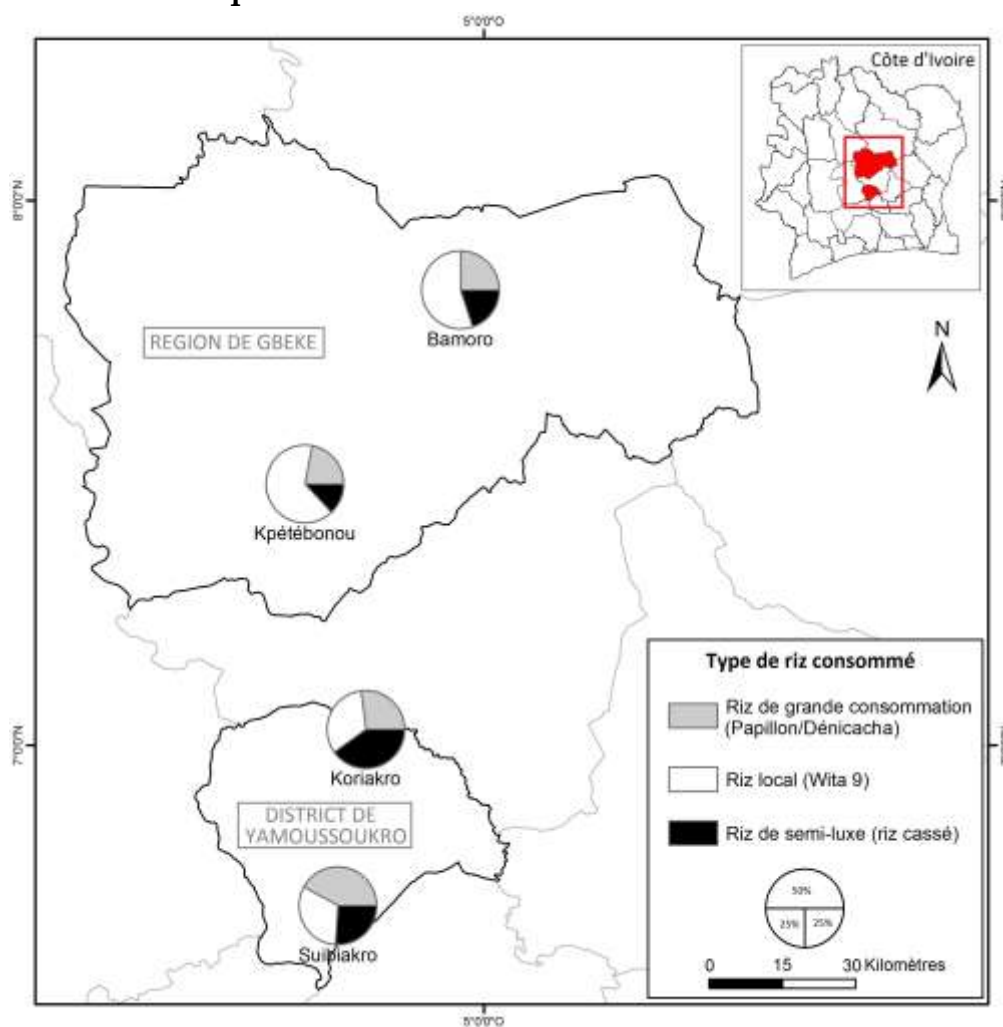 5°0'0"O
Côte d'Ivoire
8°0'0"N
N
Bamoro
REGION DE GBEKE
Kpétébonou
Koriakro
DISTRICT DE
YAMOUSSOUKRO
Suibiakro
7°0'0"N
Type de riz consommé
Riz de grande consommation
(Papillon/Dénicacha)
Riz local (Wita 9)
Riz de semi-luxe (riz cassé)
50%
25% 25%
0 15 30 Kilomètres
5°0'0"O